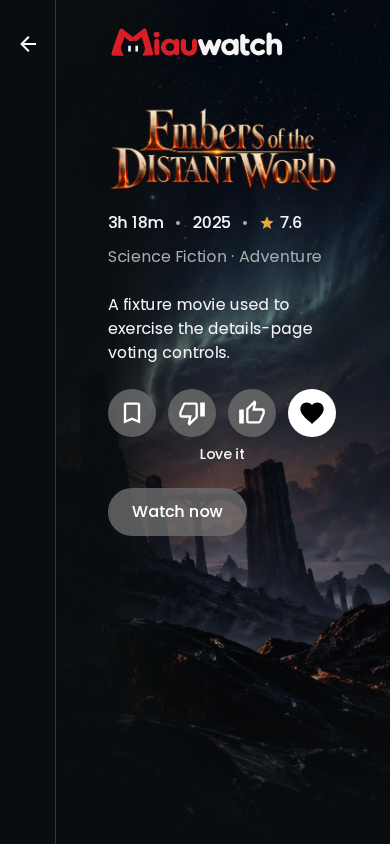 Miauwatch
Embers of the
Distant World
3h 18m • 2025 • ★ 7.6
Science Fiction · Adventure
A fixture movie used to
exercise the details-page
voting controls.
Love it
Watch now